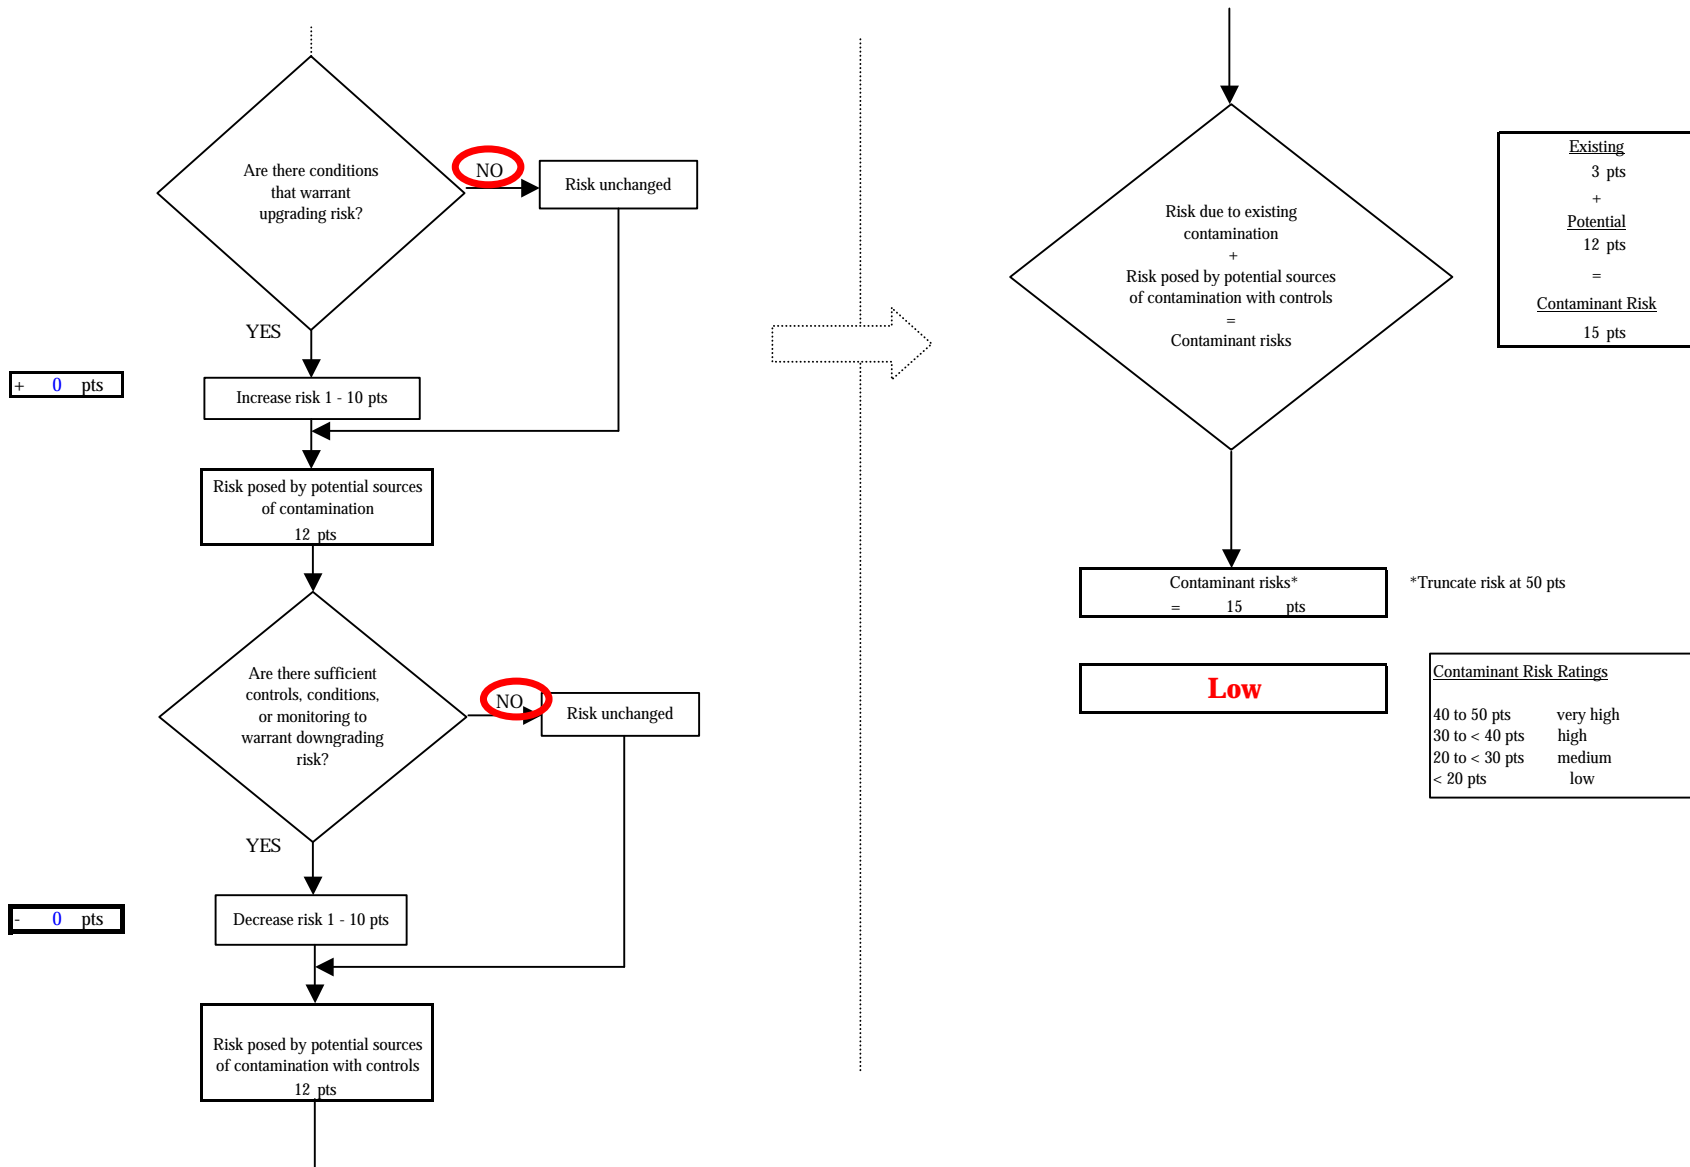 Are there conditions
that warrant
upgrading risk?
NO
Risk unchanged
YES
+ 0 pts
Increase risk 1 - 10 pts
Risk posed by potential sources
of contamination
12 pts
Are there sufficient
controls, conditions,
or monitoring to
warrant downgrading
risk?
NO
Risk unchanged
YES
- 0 pts
Decrease risk 1 - 10 pts
Risk posed by potential sources
of contamination with controls
12 pts
Risk due to existing
contamination
+
Risk posed by potential sources
of contamination with controls
=
Contaminant risks
Existing
3 pts
+
Potential
12 pts
=
Contaminant Risk
15 pts
Contaminant risks*
= 15 pts
*Truncate risk at 50 pts
Low
Contaminant Risk Ratings
40 to 50 pts very high
30 to < 40 pts high
20 to < 30 pts medium
< 20 pts low